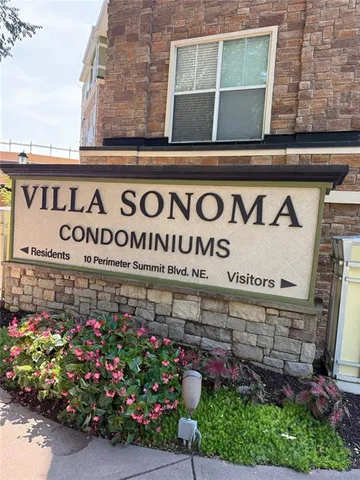 VILLA SONOMA
CONDOMINIUMS
◄ Residents 10 Perimeter Summit Blvd. NE. Visitors ►